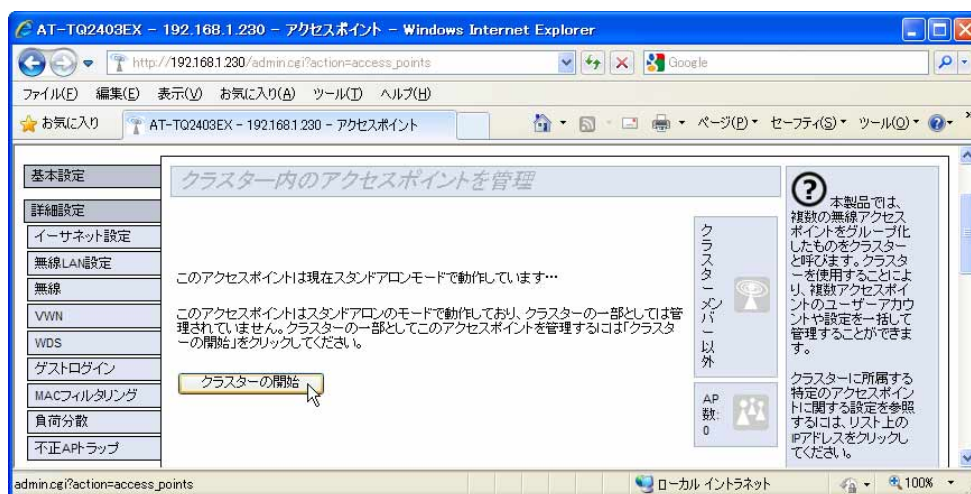 AT-TQ2403EX - 192.168.1.230 - アクセスポイント - Windows Internet Explorer
http://192.168.1.230/admin.cgi?action=access_points
Google
ファイル(F) 編集(E) 表示(V) お気に入り(A) ツール(T) ヘルプ(H)
お気に入り
AT-TQ2403EX - 192.168.1.230 - アクセスポイント
ページ(P) セーフティ(S) ツール(O)
基本設定
詳細設定
イーサネット設定
無線LAN設定
無線
VWN
WDS
ゲストログイン
MACフィルタリング
負荷分散
不正APトラップ
クラスター内のアクセスポイントを管理
このアクセスポイントは現在スタンドアロンモードで動作しています…
このアクセスポイントはスタンドアロンのモードで動作しており、クラスターの一部としては管
理されていません。クラスターの一部としてこのアクセスポイントを管理するには「クラスタ
ーの開始」をクリックしてください。
クラスターの開始
クラスターメンバー以外
AP
数:
0
本製品では、
複数の無線アクセス
ポイントをグループ化
したものをクラスター
と呼びます。クラスタ
ーを使用することによ
り、複数アクセスポイ
ントのユーザーアカウ
ントや設定を一括して
管理することができま
す。
クラスターに所属する
特定のアクセスポイン
トに関する設定を参照
するには、リスト上の
IPアドレスをクリックし
てください。
admin.cgi?action=access_points
ローカル イントラネット
100%